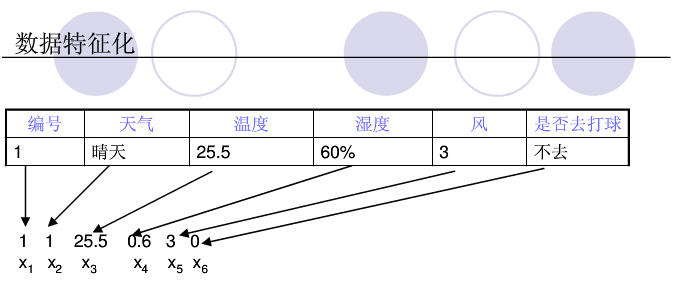 数据特征化
编号 天气 温度 湿度 风 是否去打球
1 晴天 25.5 60% 3 不去
1 1 25.5 0.6 3 0
x1 x2 x3 x4 x5 x6